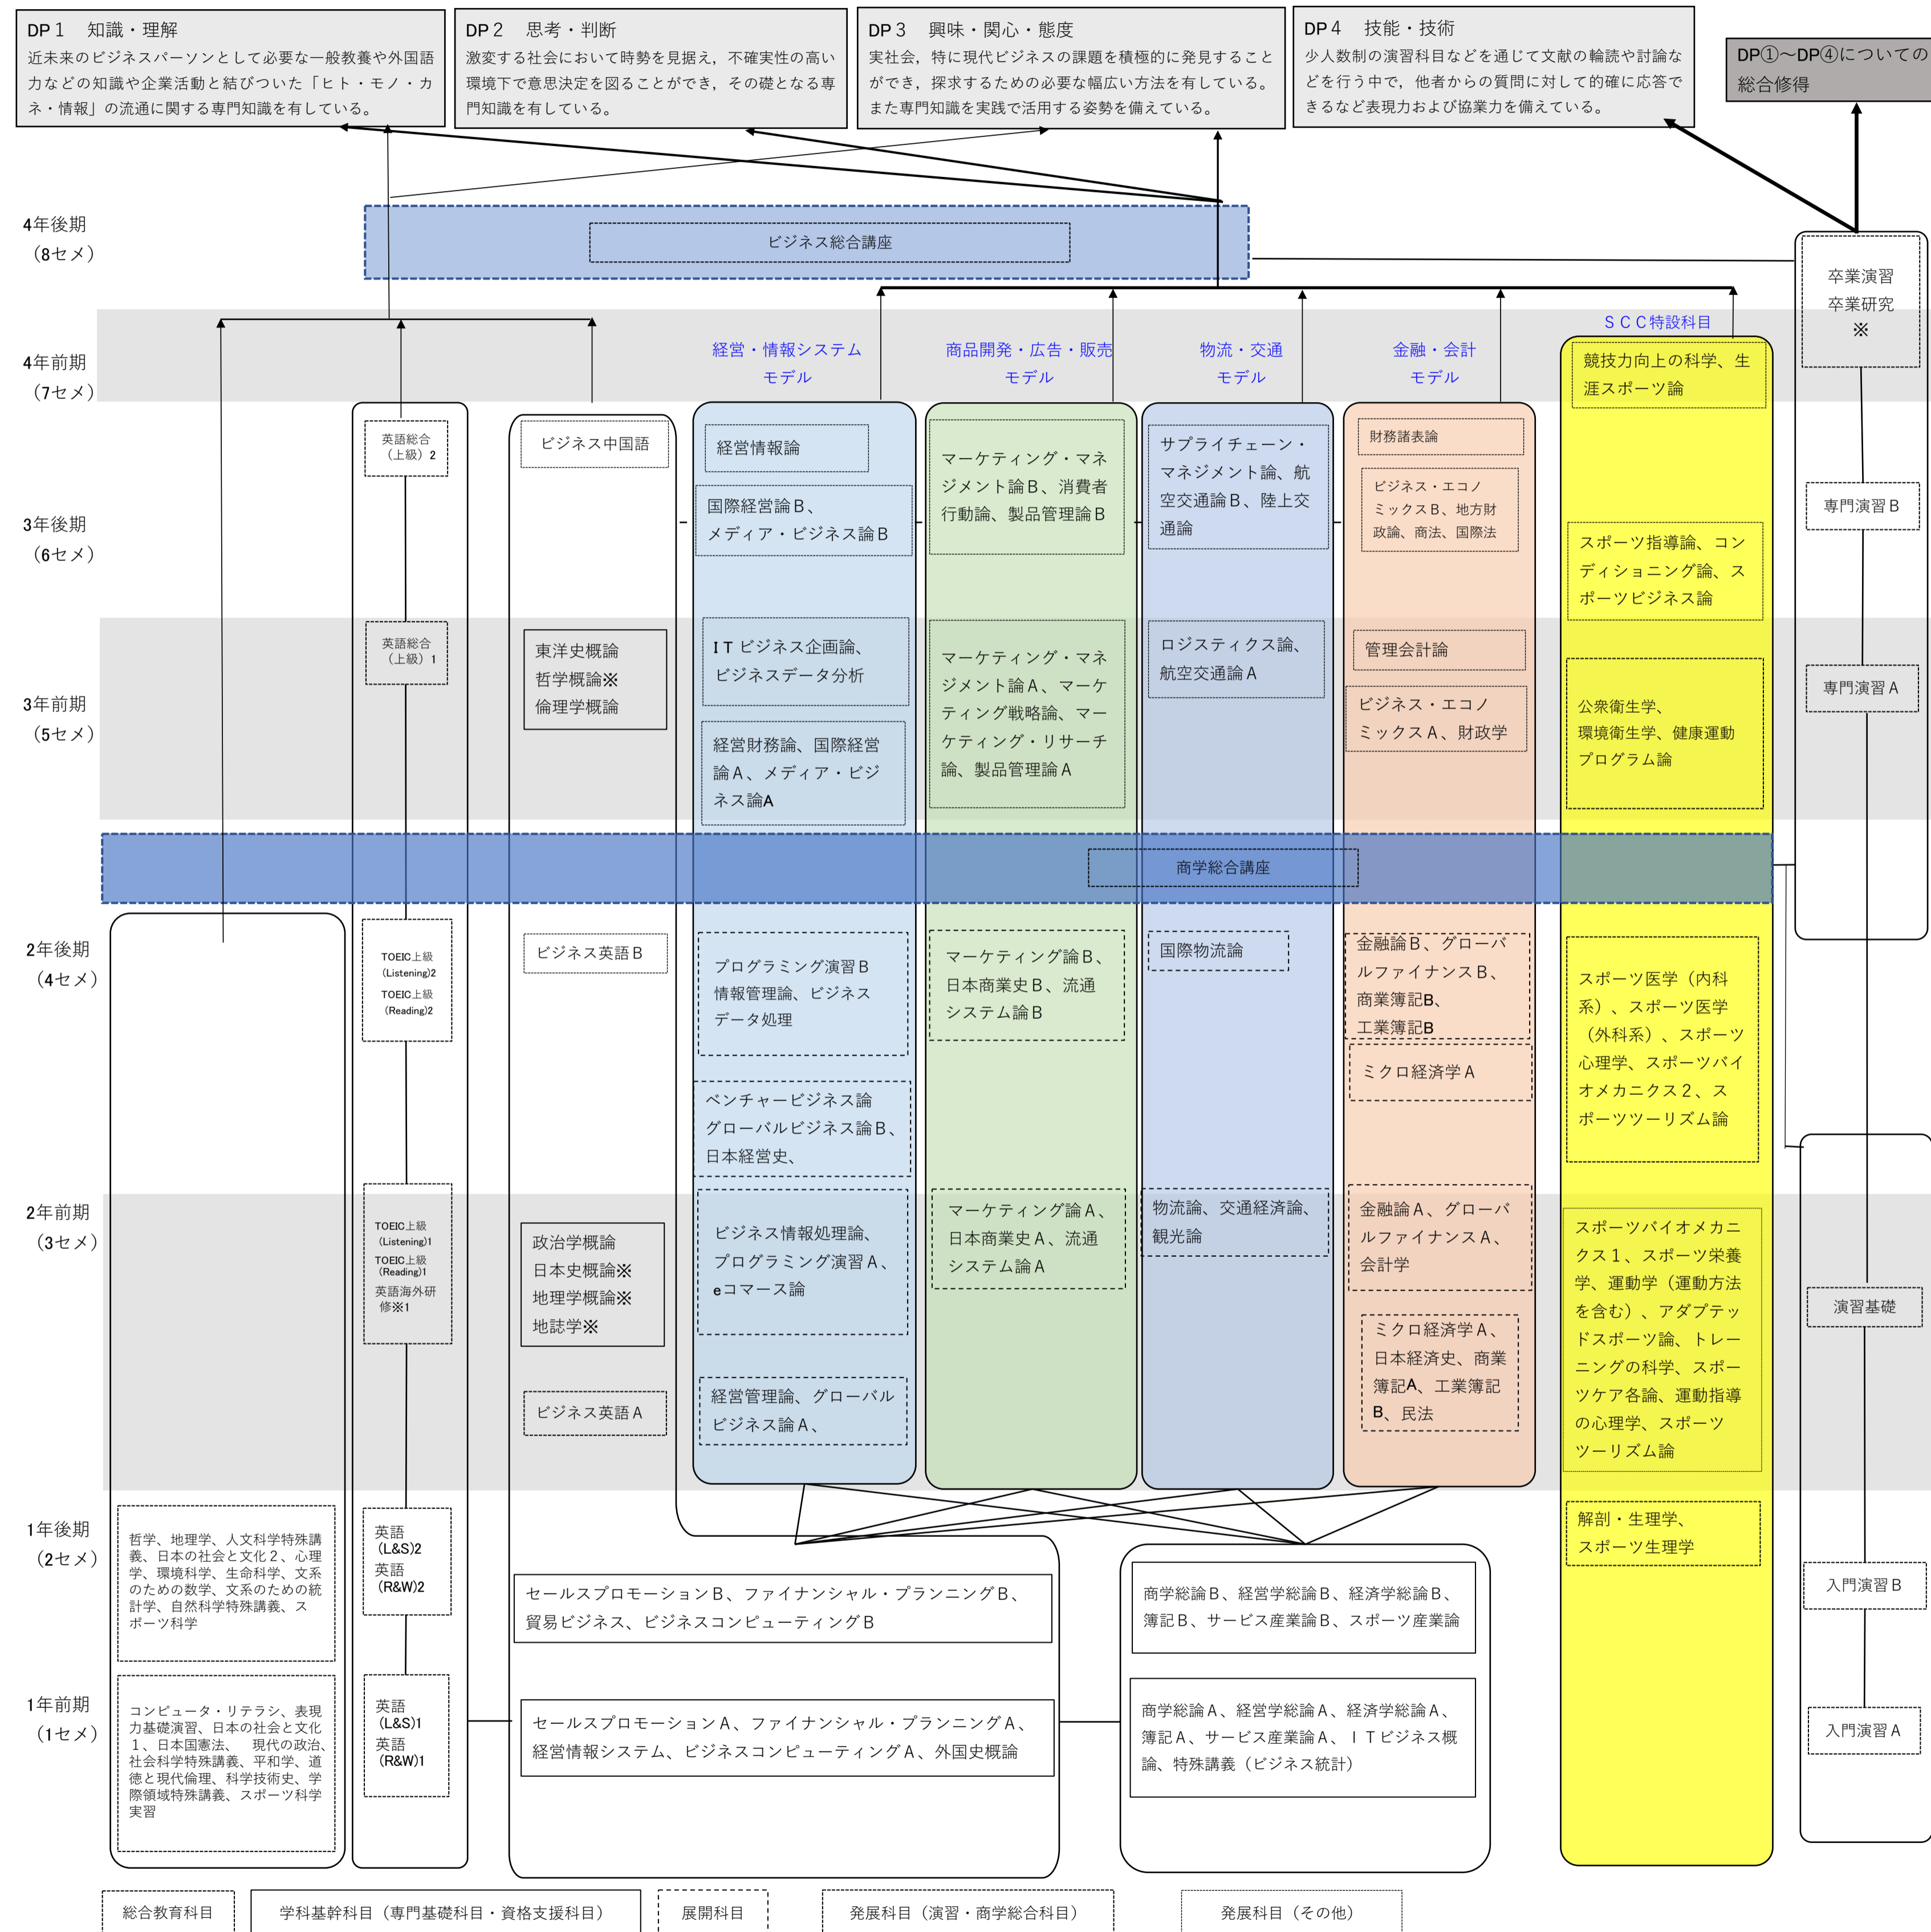 DP１　知識・理解
近未来のビジネスパーソンとして必要な一般教養や外国語
力などの知識や企業活動と結びついた「ヒト・モノ・カ
ネ・情報」の流通に関する専門知識を有している。
DP２　思考・判断
激変する社会において時勢を見据え，不確実性の高い
環境下で意思決定を図ることができ，その礎となる専
門知識を有している。
DP３　興味・関心・態度
実社会，特に現代ビジネスの課題を積極的に発見すること
ができ，探求するための必要な幅広い方法を有している。
また専門知識を実践で活用する姿勢を備えている。
DP４　技能・技術
少人数制の演習科目などを通じて文献の輪読や討論な
どを行う中で，他者からの質問に対して的確に応答で
きるなど表現力および協業力を備えている。
DP①～DP④についての
総合修得
4年後期
（8セメ）
ビジネス総合講座
卒業演習
卒業研究
※
4年前期
（7セメ）
経営・情報システム
モデル
商品開発・広告・販売
モデル
物流・交通
モデル
金融・会計
モデル
ＳＣＣ特設科目
競技力向上の科学、生
涯スポーツ論
3年後期
（6セメ）
英語総合
（上級）2
ビジネス中国語
経営情報論
国際経営論Ｂ、
メディア・ビジネス論Ｂ
マーケティング・マネ
ジメント論Ｂ、消費者
行動論、製品管理論Ｂ
サプライチェーン・
マネジメント論、航
空交通論Ｂ、陸上交
通論
財務諸表論
ビジネス・エコノ
ミックスＢ、地方財
政論、商法、国際法
スポーツ指導論、コン
ディショニング論、ス
ポーツビジネス論
専門演習Ｂ
3年前期
（5セメ）
英語総合
（上級）1
東洋史概論
哲学概論※
倫理学概論
ＩＴビジネス企画論、
ビジネスデータ分析
経営財務論、国際経営
論Ａ、メディア・ビジ
ネス論A
マーケティング・マネ
ジメント論Ａ、マーケ
ティング戦略論、マー
ケティング・リサーチ
論、製品管理論Ａ
ロジスティクス論、
航空交通論Ａ
管理会計論
ビジネス・エコノ
ミックスＡ、財政学
公衆衛生学、
環境衛生学、健康運動
プログラム論
専門演習Ａ
商学総合講座
2年後期
（4セメ）
TOEIC上級
(Listening)2
TOEIC上級
(Reading)2
ビジネス英語Ｂ
プログラミング演習Ｂ
情報管理論、ビジネス
データ処理
ベンチャービジネス論
グローバルビジネス論Ｂ、
日本経営史、
マーケティング論Ｂ、
日本商業史Ｂ、流通
システム論Ｂ
国際物流論
金融論Ｂ、グローバ
ルファイナンスＢ、
商業簿記B、
工業簿記B
ミクロ経済学Ａ
スポーツ医学（内科
系）、スポーツ医学
（外科系）、スポーツ
心理学、スポーツバイ
オメカニクス２、ス
ポーツツーリズム論
2年前期
（3セメ）
TOEIC上級
(Listening)1
TOEIC上級
(Reading)1
英語海外研
修※1
政治学概論
日本史概論※
地理学概論※
地誌学※
ビジネス英語Ａ
ビジネス情報処理論、
プログラミング演習Ａ、
eコマース論
経営管理論、グローバル
ビジネス論Ａ、
マーケティング論Ａ、
日本商業史Ａ、流通
システム論Ａ
物流論、交通経済論、
観光論
金融論Ａ、グローバ
ルファイナンスＡ、
会計学
ミクロ経済学Ａ、
日本経済史、商業
簿記A、工業簿記
B、民法
スポーツバイオメカニ
クス１、スポーツ栄養
学、運動学（運動方法
を含む）、アダプテッ
ドスポーツ論、トレー
ニングの科学、スポー
ツケア各論、運動指導
の心理学、スポーツ
ツーリズム論
演習基礎
1年後期
（2セメ）
哲学、地理学、人文科学特殊講
義、日本の社会と文化２、心理
学、環境科学、生命科学、文系
のための数学、文系のための統
計学、自然科学特殊講義、ス
ポーツ科学
英語
(L&S)2
英語
(R&W)2
セールスプロモーションＢ、ファイナンシャル・プランニングＢ、
貿易ビジネス、ビジネスコンピューティングＢ
商学総論Ｂ、経営学総論Ｂ、経済学総論Ｂ、
簿記Ｂ、サービス産業論Ｂ、スポーツ産業論
解剖・生理学、
スポーツ生理学
入門演習Ｂ
1年前期
（1セメ）
コンピュータ・リテラシ、表現
力基礎演習、日本の社会と文化
１、日本国憲法、　現代の政治、
社会科学特殊講義、平和学、道
徳と現代倫理、科学技術史、学
際領域特殊講義、スポーツ科学
実習
英語
(L&S)1
英語
(R&W)1
セールスプロモーションＡ、ファイナンシャル・プランニングＡ、
経営情報システム、ビジネスコンピューティングＡ、外国史概論
商学総論Ａ、経営学総論Ａ、経済学総論Ａ、
簿記Ａ、サービス産業論Ａ、ＩＴビジネス概
論、特殊講義（ビジネス統計）
入門演習Ａ
総合教育科目
学科基幹科目（専門基礎科目・資格支援科目）
展開科目
発展科目（演習・商学総合科目）
発展科目（その他）